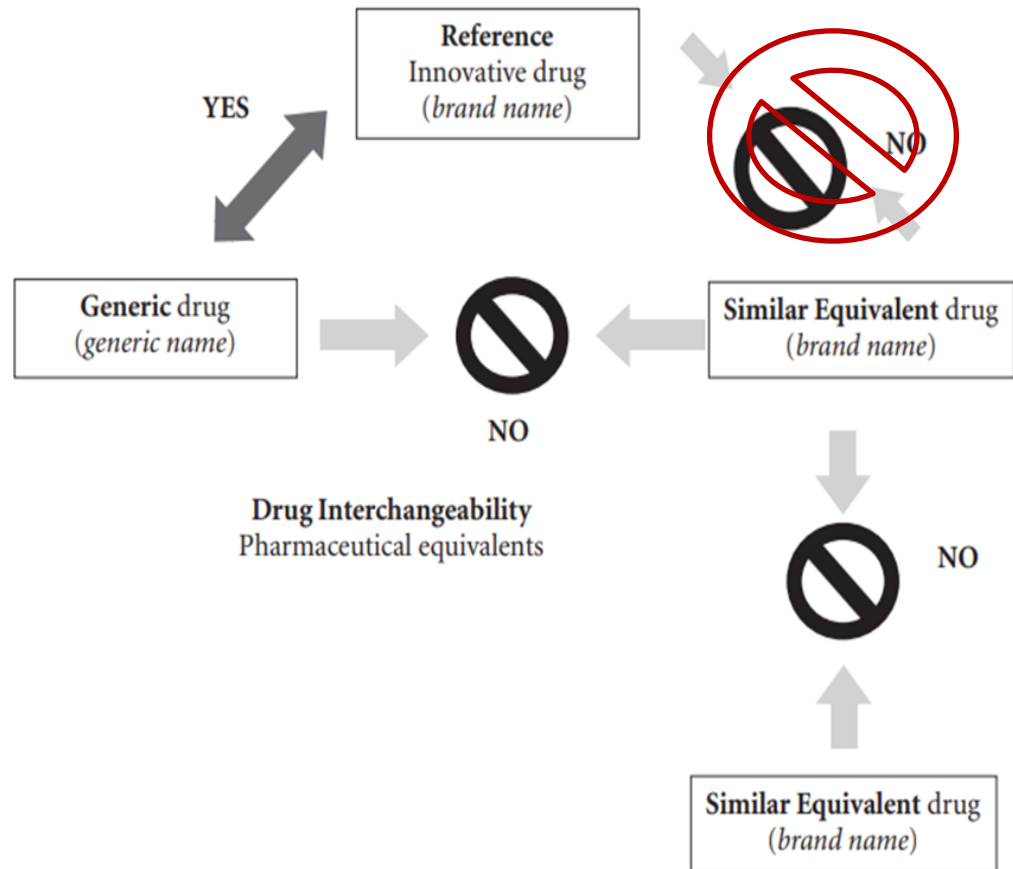 Reference
Innovative drug
(brand name)
YES
NO
Generic drug
(generic name)
Similar Equivalent drug
(brand name)
NO
Drug Interchangeability
Pharmaceutical equivalents
NO
Similar Equivalent drug
(brand name)